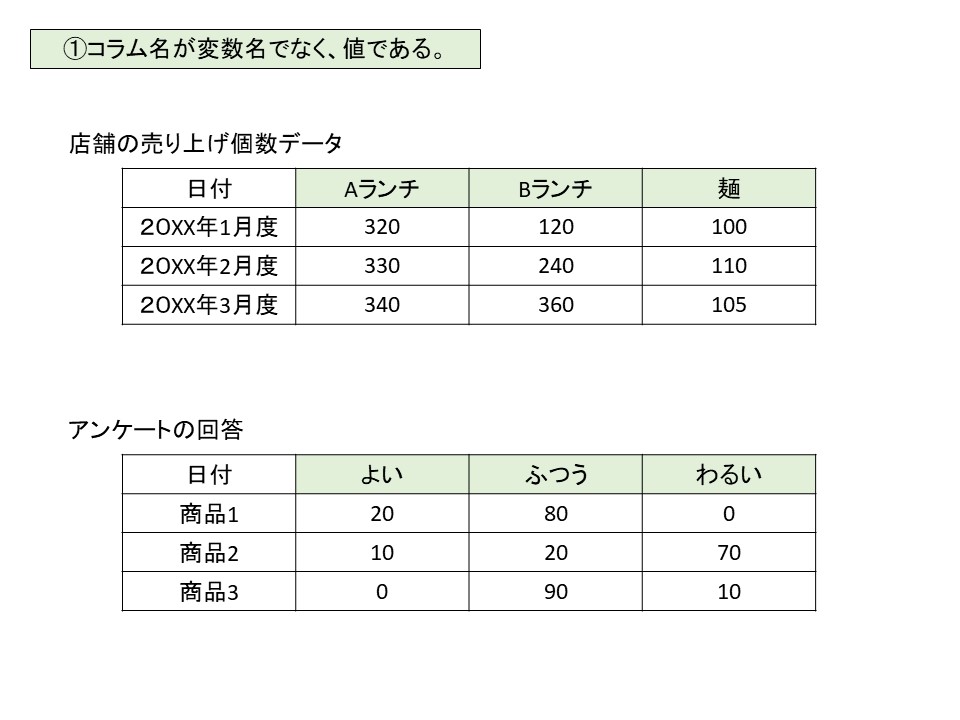 ①コラム名が変数名でなく、値である。
店舗の売り上げ個数データ
日付 Aランチ Bランチ 麺
２０XX年1月度 320 120 100
２０XX年2月度 330 240 110
２０XX年3月度 340 360 105
アンケートの回答
日付 よい ふつう わるい
商品1 20 80 0
商品2 10 20 70
商品3 0 90 10